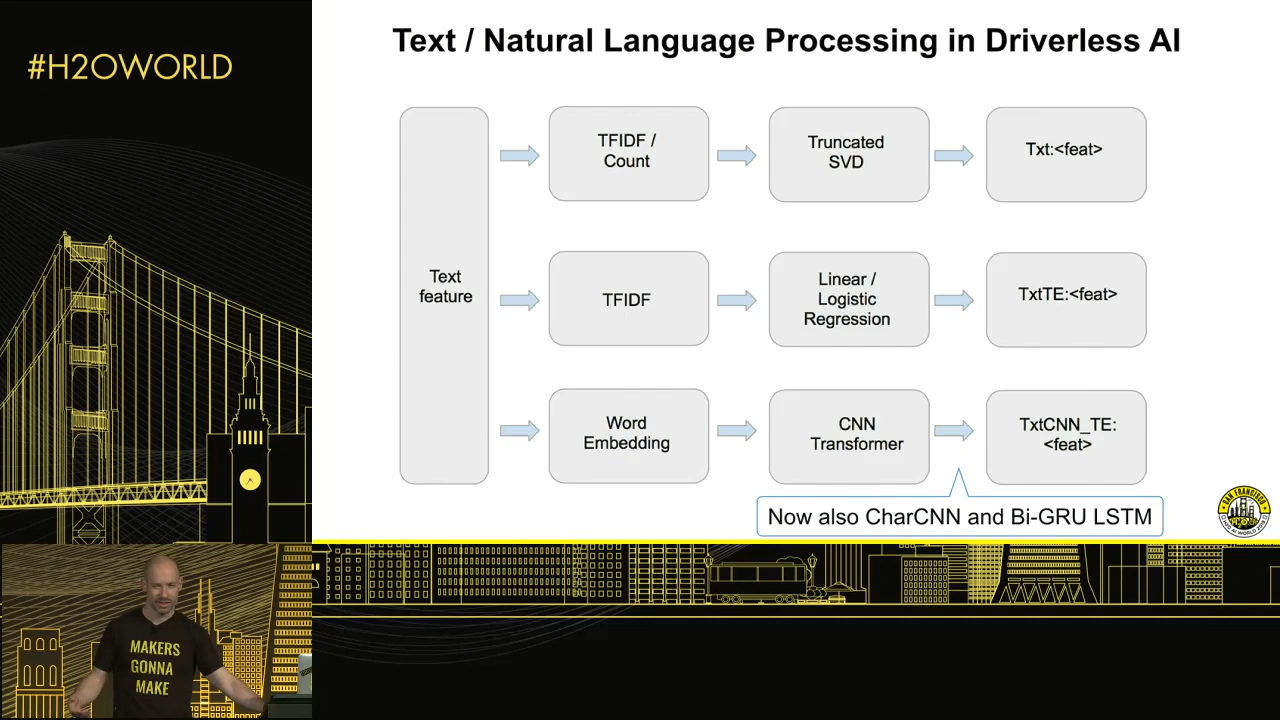 #H2OWORLD
Text / Natural Language Processing in Driverless AI
Text
feature
TFIDF /
Count
Truncated
SVD
Txt:<feat>
TFIDF
Linear /
Logistic
Regression
TxtTE:<feat>
Word
Embedding
CNN
Transformer
TxtCNN_TE:
<feat>
Now also CharCNN and Bi-GRU LSTM
SAN FRANCISCO
MAKERS
GONNA
MAKE